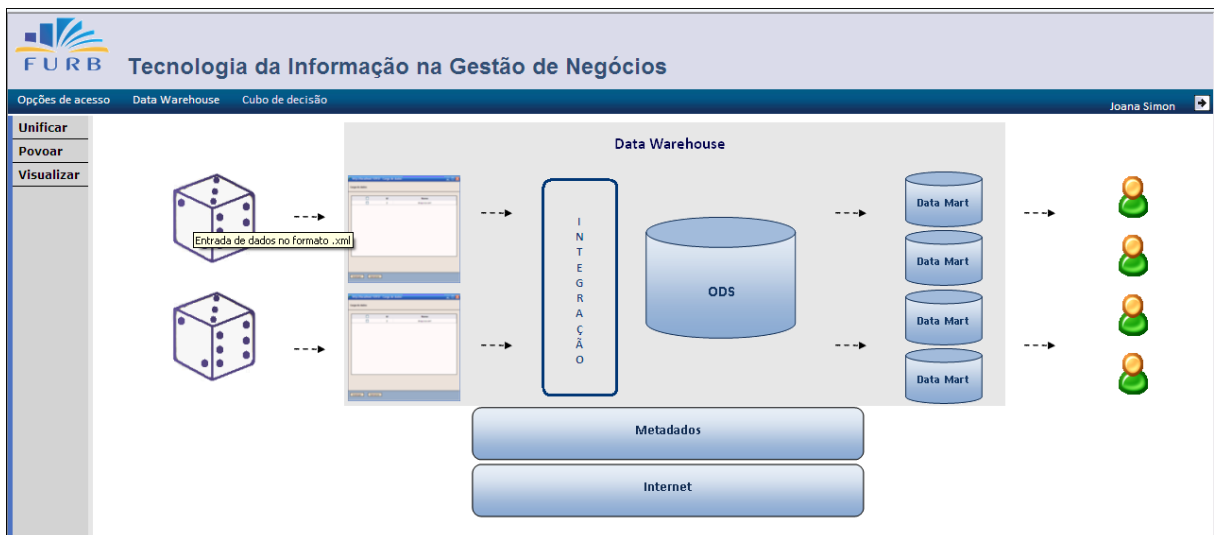 FURB
Tecnologia da Informação na Gestão de Negócios
Opções de acesso Data Warehouse Cubo de decisão
Joana Simon
Unificar
Povoar
Visualizar
Data Warehouse
Entrada de dados no formato .xml
INTEGRAÇÃO
ODS
Data Mart
Data Mart
Data Mart
Data Mart
Metadados
Internet